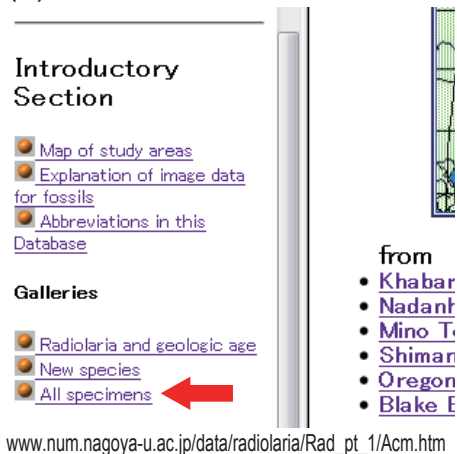 Introductory
Section
Map of study areas
Explanation of image data
for fossils
Abbreviations in this
Database
Galleries
Radiolaria and geologic age
New species
All specimens
from
Khabar
Nadanh
Mino T
Shiman
Oregon
Blake
www.num.nagoya-u.ac.jp/data/radiolaria/Rad_pt_1/Acm.htm